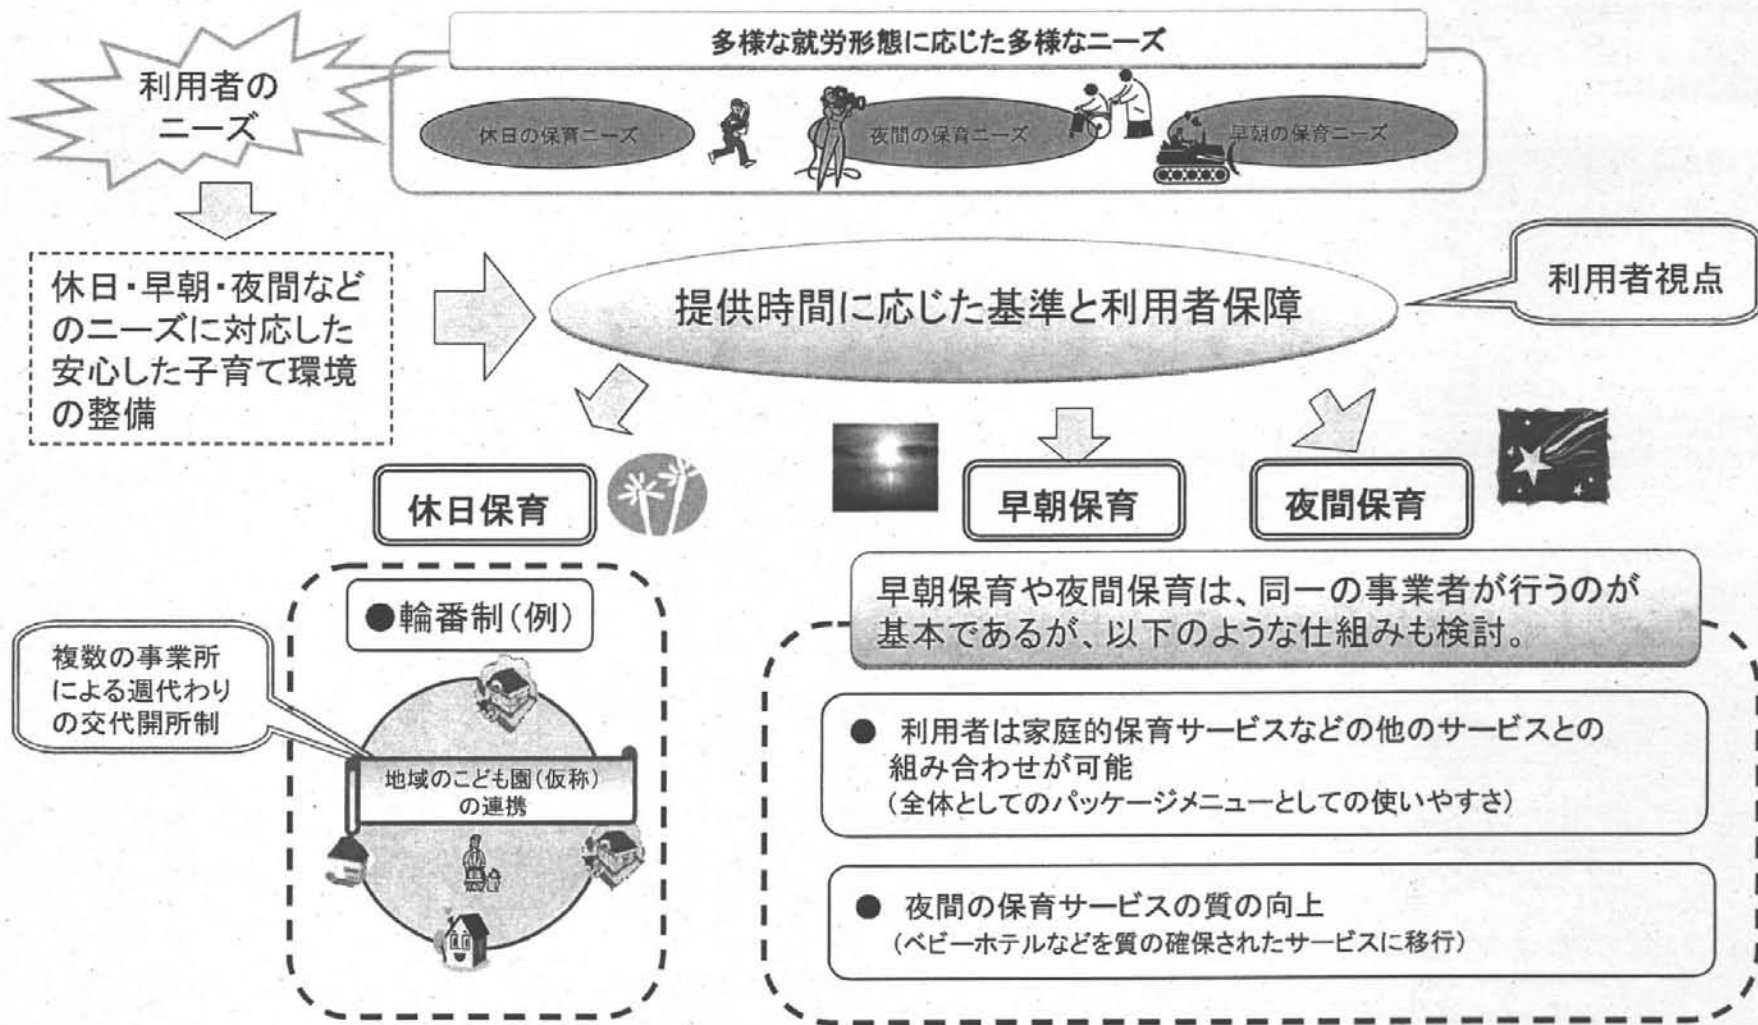 多様な就労形態に応じた多様なニーズ
利用者の
ニーズ
休日の保育ニーズ
夜間の保育ニーズ
早朝の保育ニーズ
休日・早朝・夜間など
のニーズに対応した
安心した子育て環境
の整備
提供時間に応じた基準と利用者保障
利用者視点
休日保育
早朝保育
夜間保育
●輪番制(例)
複数の事業所
による週代わり
の交代開所制
地域のこども園(仮称)
の連携
早朝保育や夜間保育は、同一の事業者が行うのが
基本であるが、以下のような仕組みも検討。
● 利用者は家庭的保育サービスなどの他のサービスとの
組み合わせが可能
(全体としてのパッケージメニューとしての使いやすさ)
● 夜間の保育サービスの質の向上
(ベビーホテルなどを質の確保されたサービスに移行)